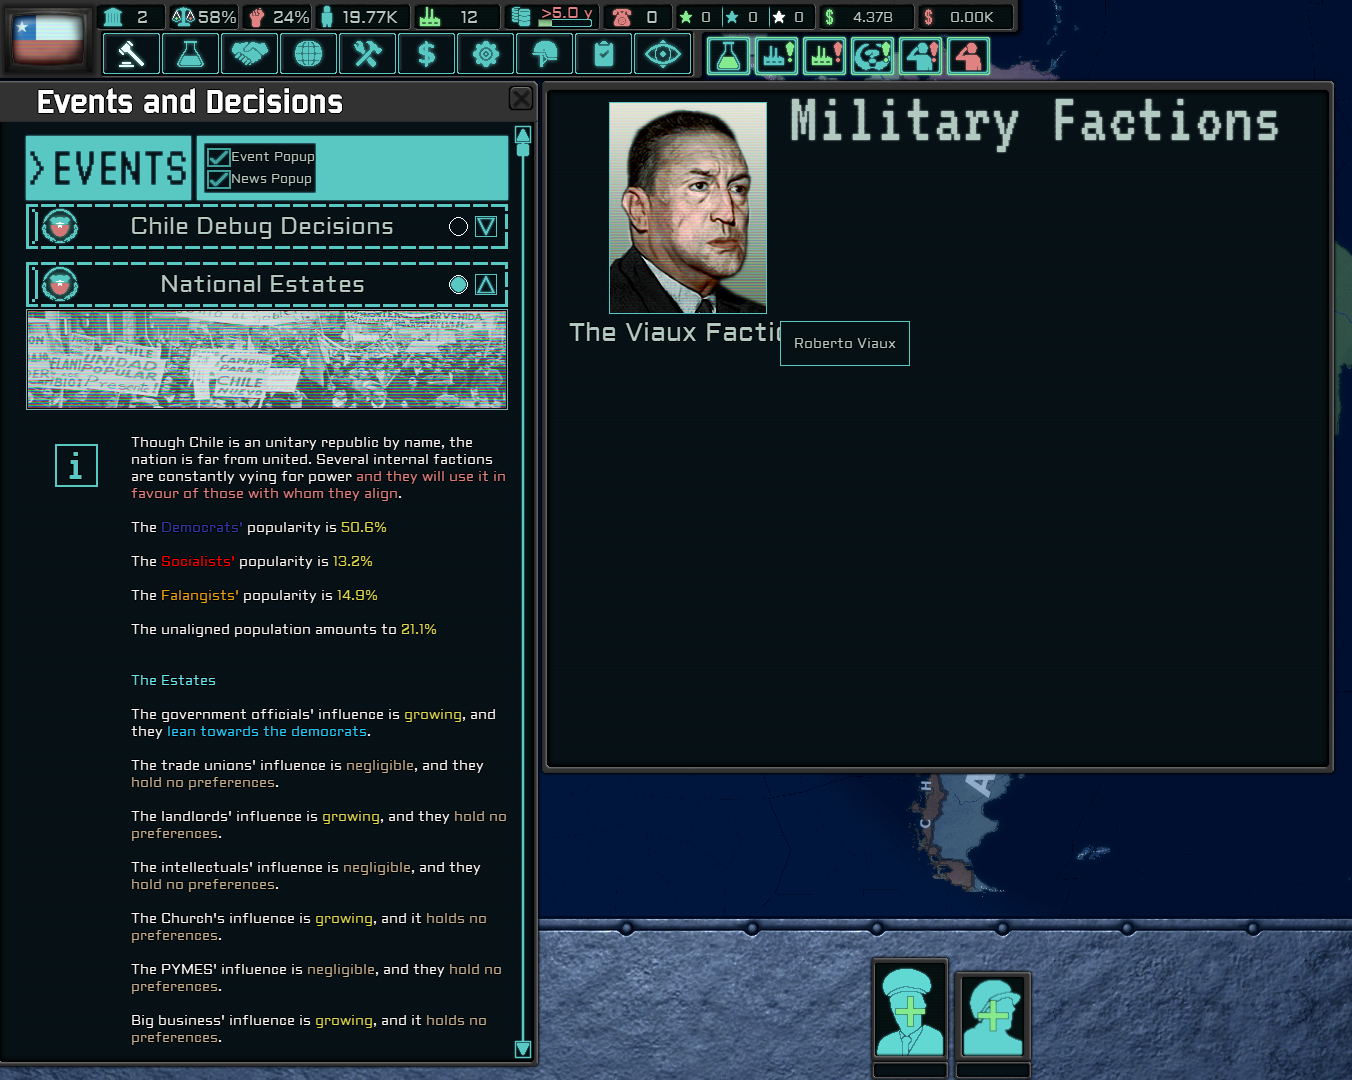 2
58%
24%
19.77K
12
>5.0 y
0
0
0
0
4.37B
0.00K
Events and Decisions
>EVENTS
Event Popup
News Popup
Chile Debug Decisions
National Estates
CHILE
UNIDAD
POPULAR
CAMBIOS
PARA
CHILE
NUEVO
i
Though Chile is an unitary republic by name, the
nation is far from united. Several internal factions
are constantly vying for power and they will use it in
favour of those with whom they align.
The Democrats' popularity is 50.6%
The Socialists' popularity is 13.2%
The Falangists' popularity is 14.9%
The unaligned population amounts to 21.1%
The Estates
The government officials' influence is growing, and
they lean towards the democrats.
The trade unions' influence is negligible, and they
hold no preferences.
The landlords' influence is growing, and they hold no
preferences.
The intellectuals' influence is negligible, and they
hold no preferences.
The Church's influence is growing, and it holds no
preferences.
The PYMES' influence is negligible, and they hold no
preferences.
Big business' influence is growing, and it holds no
preferences.
Military Factions
The Viaux Factio
Roberto Viaux
C H
A